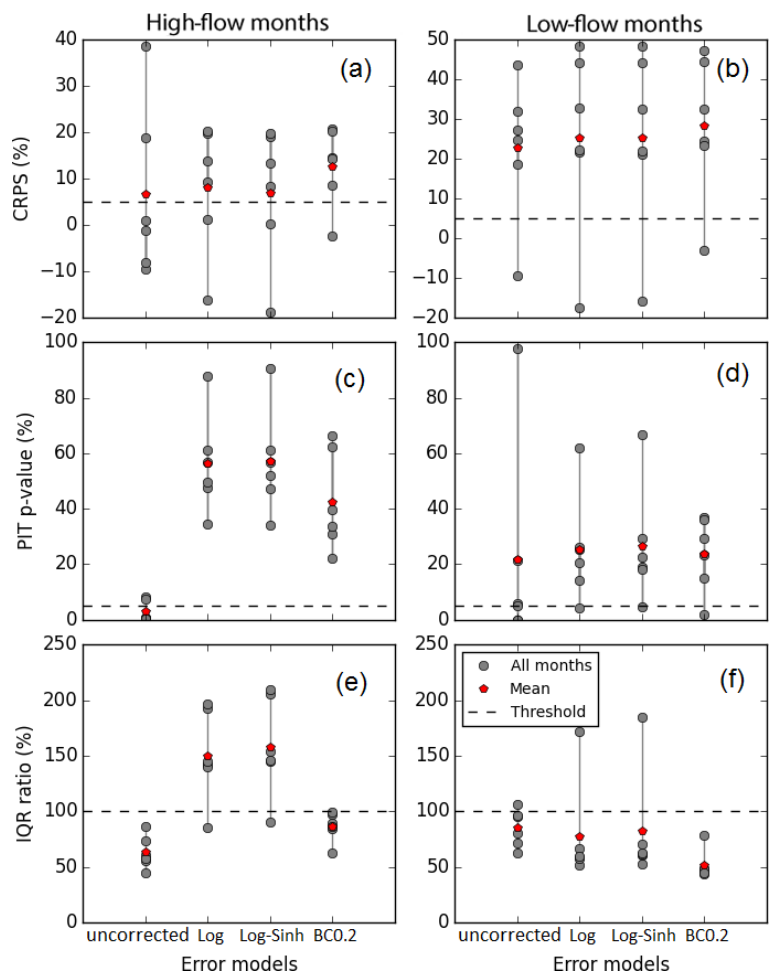 High-flow months
Low-flow months
40
30
20
10
0
−10
−20
CRPS (%)
(a)
50
40
30
20
10
0
−10
−20
(b)
100
80
60
40
20
0
PIT p-value (%)
(c)
100
80
60
40
20
0
(d)
250
200
150
100
50
0
IQR ratio (%)
(e)
250
200
150
100
50
0
All months
Mean
Threshold
(f)
uncorrected Log Log-Sinh BC0.2
Error models
uncorrected Log Log-Sinh BC0.2
Error models